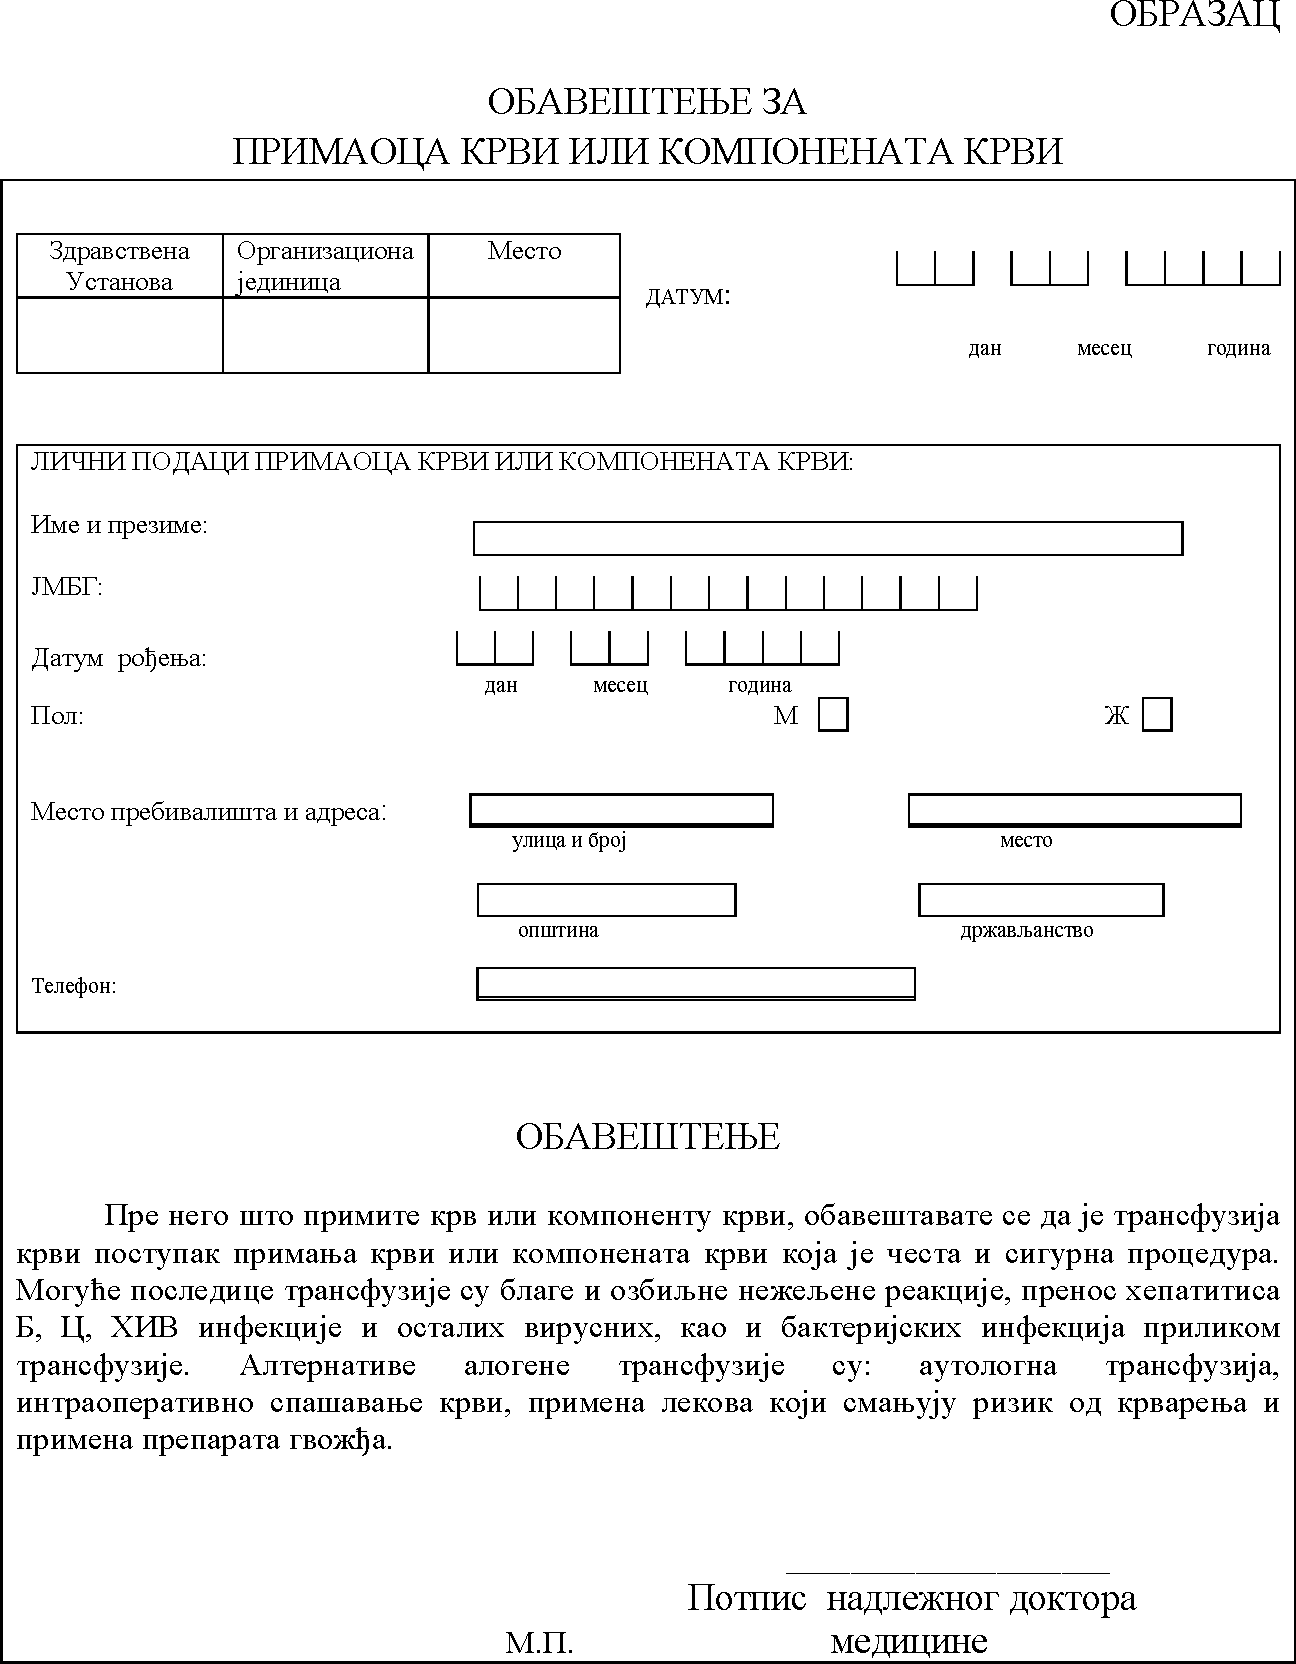 ОБРАЗАЦ
ОБАВЕШТЕЊЕ ЗА
ПРИМАОЦА КРВИ ИЛИ КОМПОНЕНАТА КРВИ
Здравствена Организациона Место
Установа јединица
ДАТУМ:
дан месец година
ЛИЧНИ ПОДАЦИ ПРИМАОЦА КРВИ ИЛИ КОМПОНЕНАТА КРВИ:
Име и презиме:
ЈМБГ:
Датум рођења:
дан месец година
Пол: М Ж
Место пребивалишта и адреса:
улица и број место
општина држављанство
Телефон:
ОБАВЕШТЕЊЕ
Пре него што примите крв или компоненту крви, обавештавате се да је трансфузија
крви поступак примања крви или компонената крви која је честа и сигурна процедура.
Могуће последице трансфузије су благе и озбиљне нежељене реакције, пренос хепатитиса
Б, Ц, ХИВ инфекције и осталих вирусних, као и бактеријских инфекција приликом
трансфузије. Алтернативе алогене трансфузије су: аутологна трансфузија,
интраоперативно спашавање крви, примена лекова који смањују ризик од крварења и
примена препарата гвожђа.
Потпис надлежног доктора
М.П. медицине